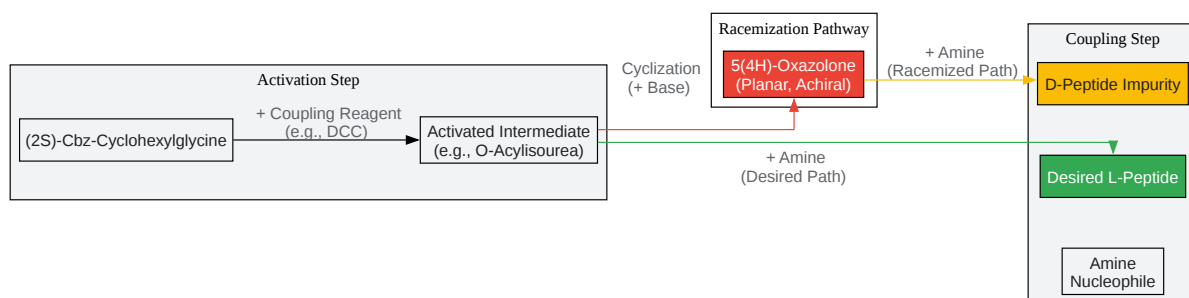 Activation Step
(2S)-Cbz-Cyclohexylglycine
+ Coupling Reagent
(e.g., DCC)
Activated Intermediate
(e.g., O-Acylisourea)
Cyclization
(+ Base)
Racemization Pathway
5(4H)-Oxazolone
(Planar, Achiral)
+ Amine
(Racemized Path)
+ Amine
(Desired Path)
Coupling Step
D-Peptide Impurity
Desired L-Peptide
Amine
Nucleophile